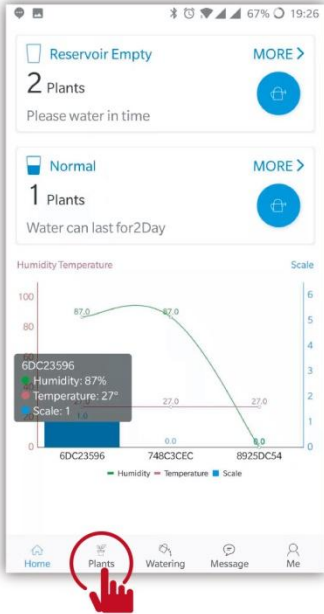 67% 19:26
Reservoir Empty MORE >
2 Plants
Please water in time
Normal MORE >
1 Plants
Water can last for2Day
Humidity Temperature Scale
100 6
87.0 87.0 5
80 4
6DC23596
Humidity: 87%
Temperature: 27°
Scale: 1
3
27.0 27.0 2
1.0 1
0 0.0 0.0 0
6DC23596 748C3CEC 8925DC54
Humidity Temperature Scale
Home Plants Watering Message Me